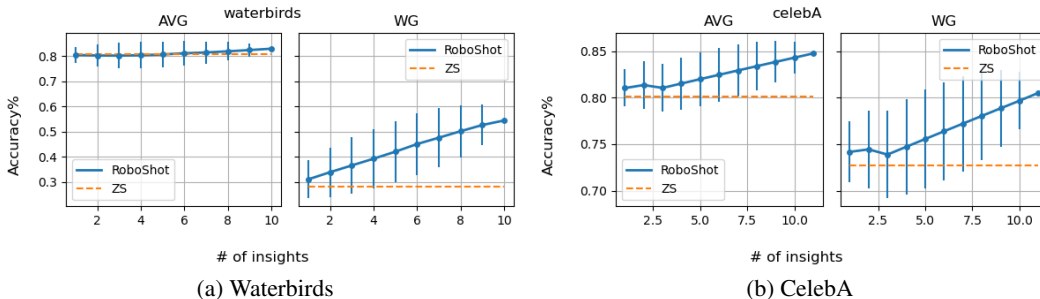 waterbirds
AVG WG
Accuracy%
0.8
0.7
0.6
0.5
0.4
0.3
RoboShot
ZS
2 4 6 8 10
RoboShot
ZS
2 4 6 8 10
# of insights
(a) Waterbirds
celebA
AVG WG
Accuracy%
0.85
0.80
0.75
0.70
RoboShot
ZS
2.5 5.0 7.5 10.0
RoboShot
ZS
2.5 5.0 7.5 10.0
# of insights
(b) CelebA